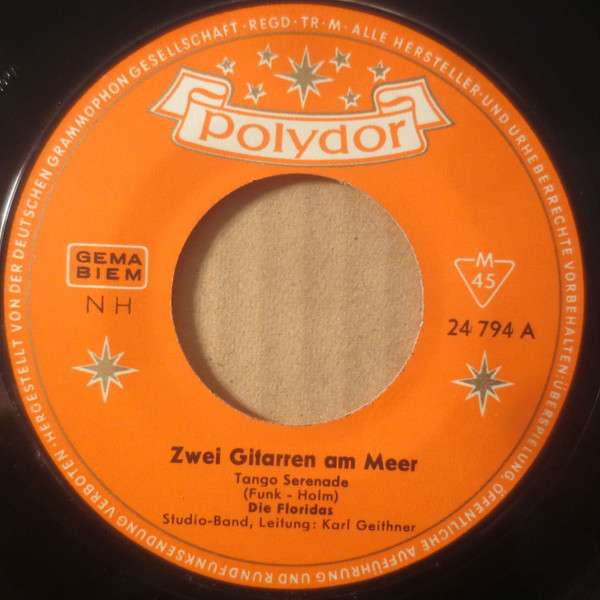 HERGESTELLT VON DER DEUTSCHEN GRAMMOPHON GESELLSCHAFT · REGD · TR · M · ALLE HERSTELLER- UND URHEBERRECHTE VORBEHALTEN · ÜBERSPIELUNG, ÖFFENTLICHE AUFFÜHRUNG UND RUNDFUNKSENDUNG VERBOTEN ·
polydor
GEMA
BIEM
NH
M
45
24 794 A
Zwei Gitarren am Meer
Tango Serenade
(Funk - Holm)
Die Floridas
Studio-Band, Leitung: Karl Geithner